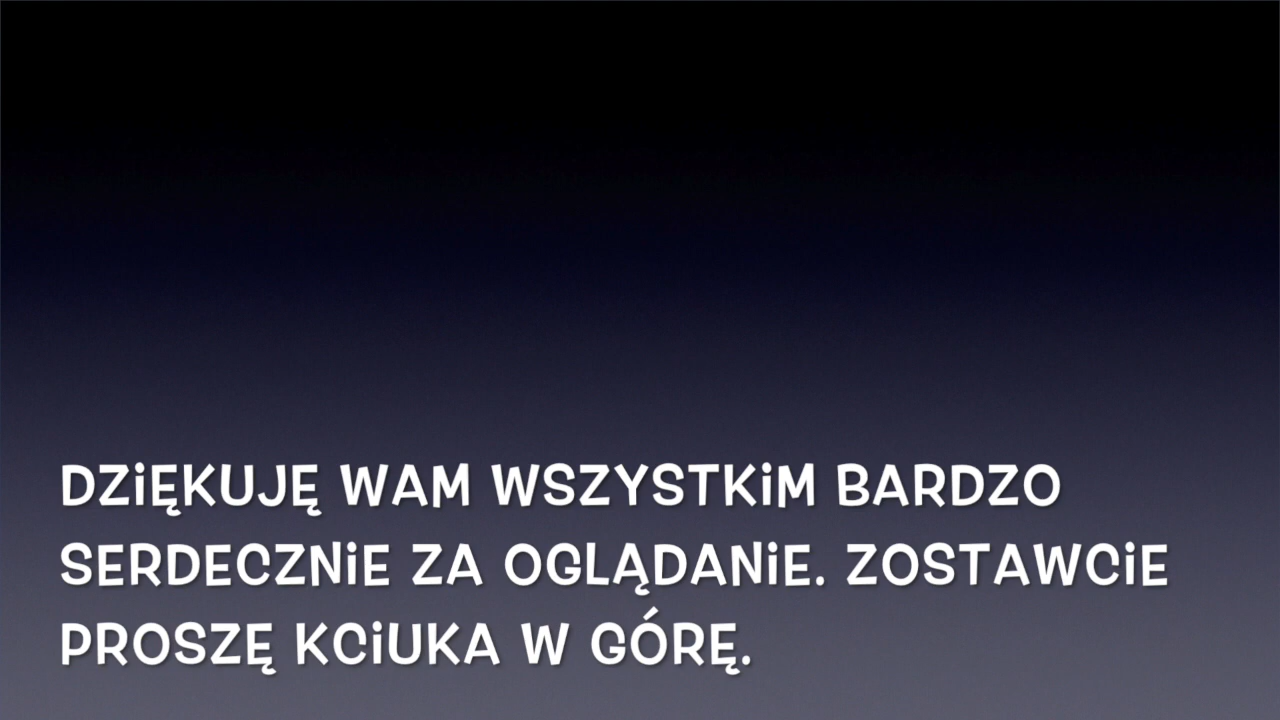 DZiĘKUJĘ WAM WSZYSTKiM BARDZO
SERDECZNiE ZA OGLĄDANiE. ZOSTAWCiE
PROSZĘ KCiUKA W GÓRĘ.